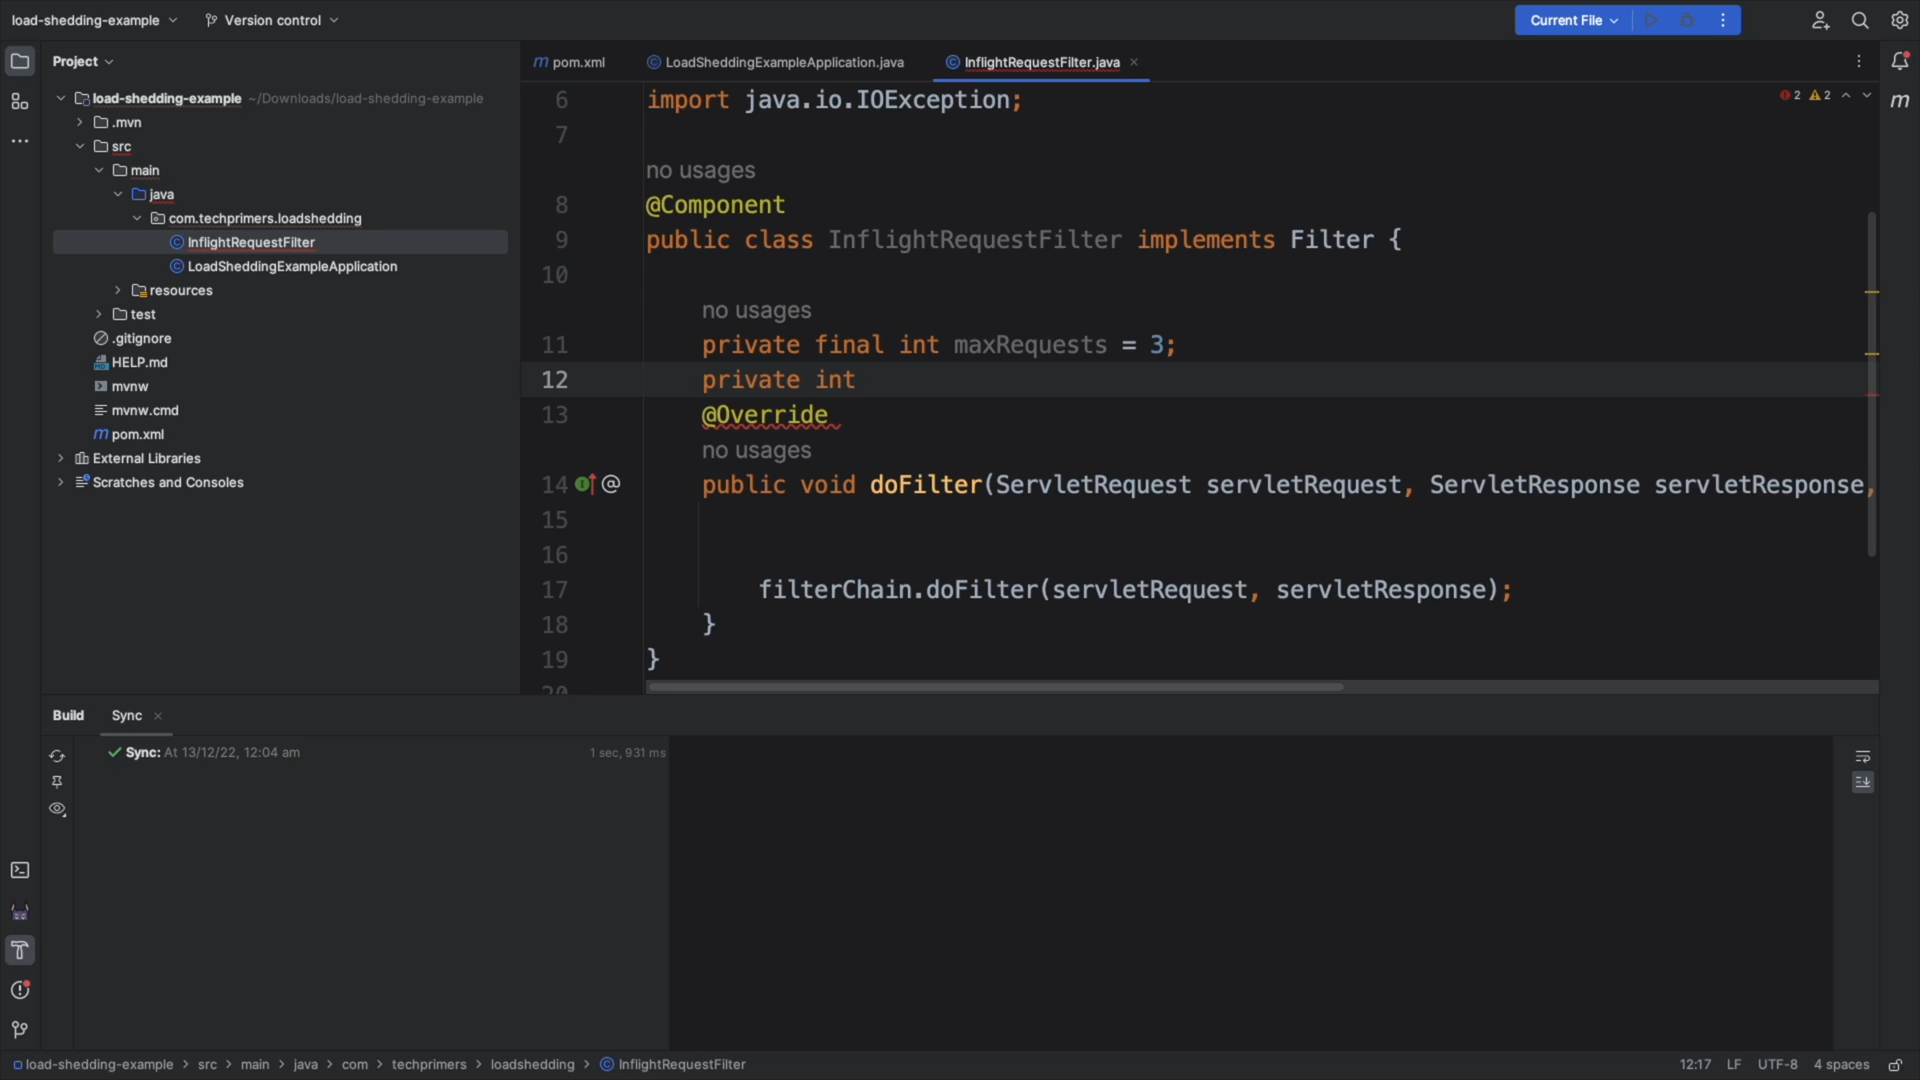 load-shedding-example
Version control
Current File
Project
pom.xml
LoadSheddingExampleApplication.java
InflightRequestFilter.java
load-shedding-example ~/Downloads/load-shedding-example
.mvn
src
main
java
com.techprimers.loadshedding
InflightRequestFilter
LoadSheddingExampleApplication
resources
test
.gitignore
HELP.md
mvnw
mvnw.cmd
pom.xml
External Libraries
Scratches and Consoles
2 2
6 import java.io.IOException;
7
no usages
8 @Component
9 public class InflightRequestFilter implements Filter {
10
no usages
11 private final int maxRequests = 3;
12 private int
13 @Override
no usages
14 public void doFilter(ServletRequest servletRequest, ServletResponse servletResponse,
15
16
17 filterChain.doFilter(servletRequest, servletResponse);
18 }
19 }
20
Build Sync
Sync: At 13/12/22, 12:04 am 1 sec, 931 ms
load-shedding-example > src > main > java > com > techprimers > loadshedding > InflightRequestFilter
12:17 LF UTF-8 4 spaces